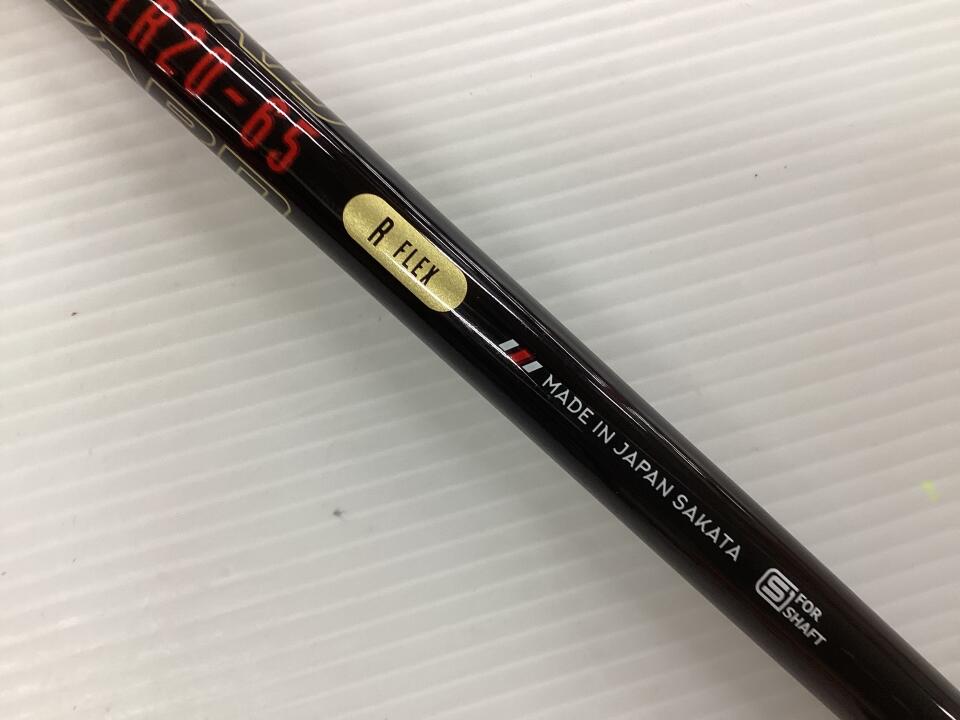 TR20-65
R FLEX
MADE IN JAPAN SAKATA
S FOR
SHAFT